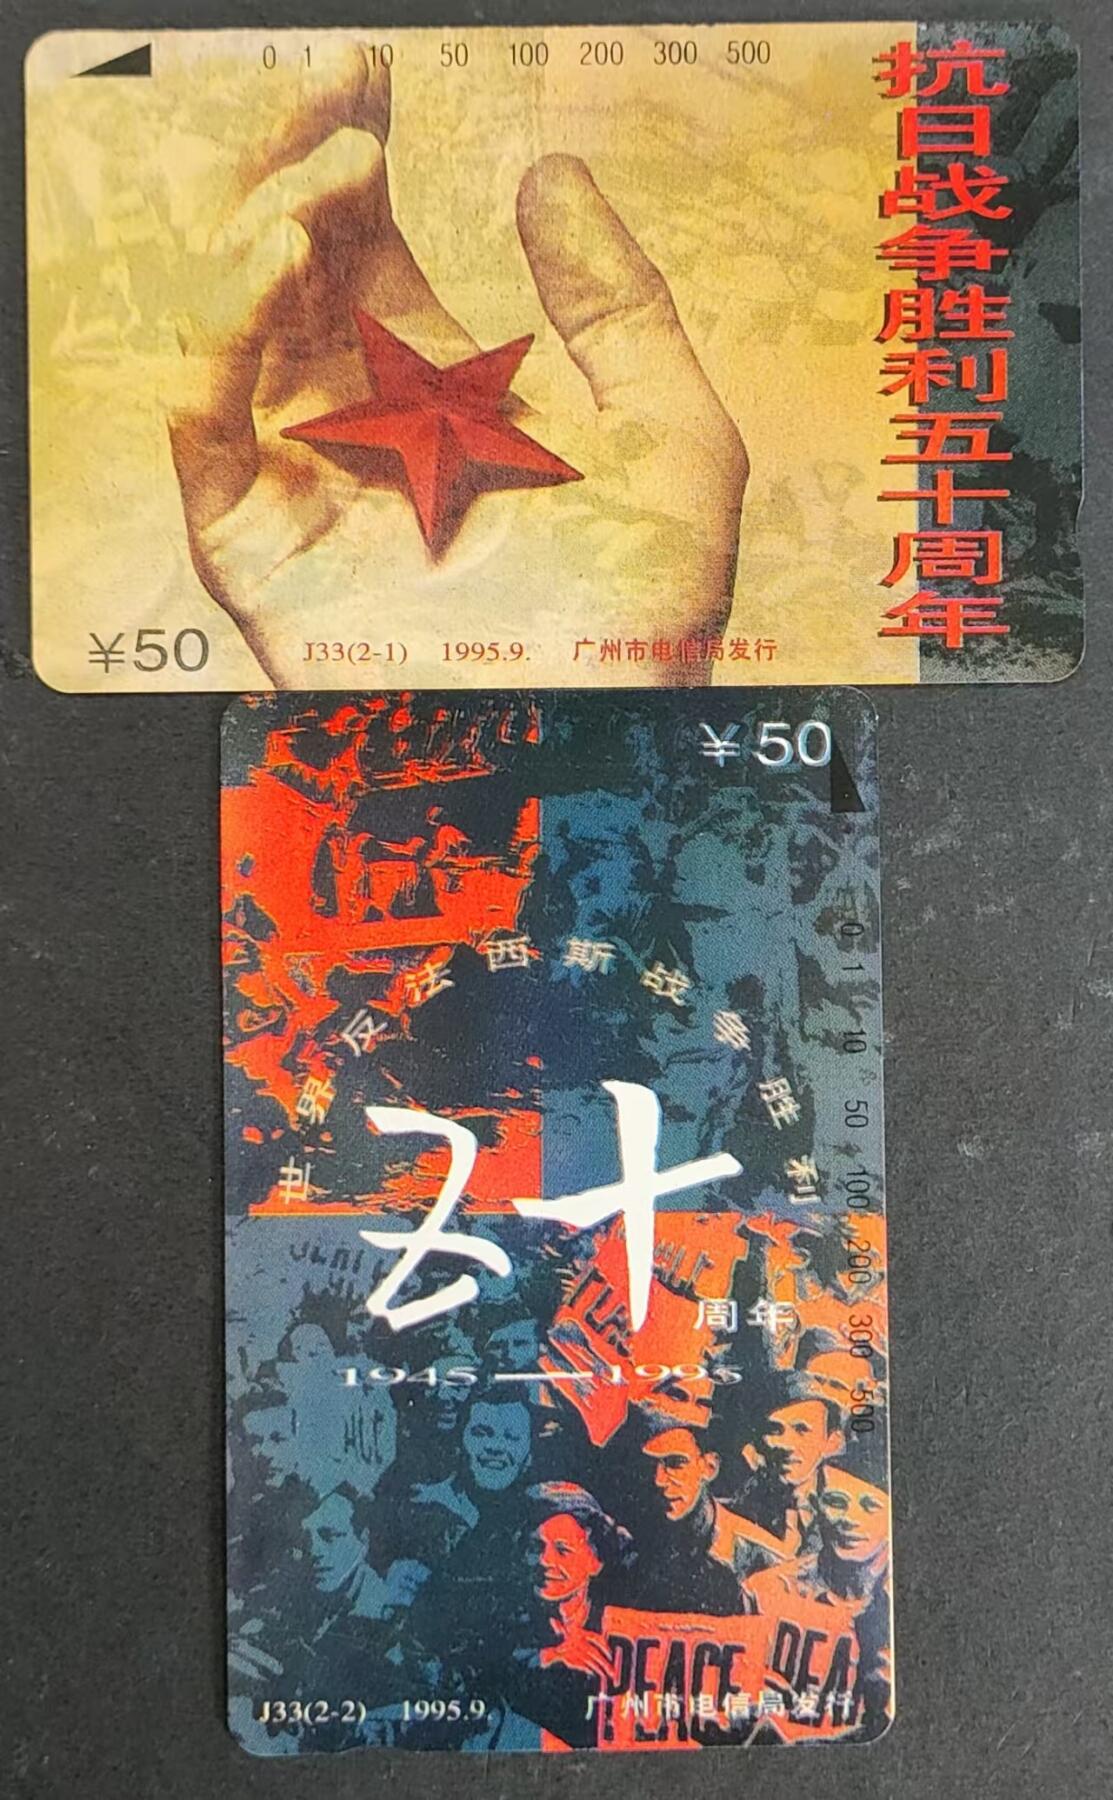 0 1 10 50 100 200 300 500
抗日战争胜利五十周年
¥50
J33(2-1) 1995.9. 广州市电信局发行
¥50
0 1 10 50 100 200 300 500
世界反法西斯战争胜利
五十
周年
1945—1995
PEACE PEA
J33(2-2) 1995.9. 广州市电信局发行